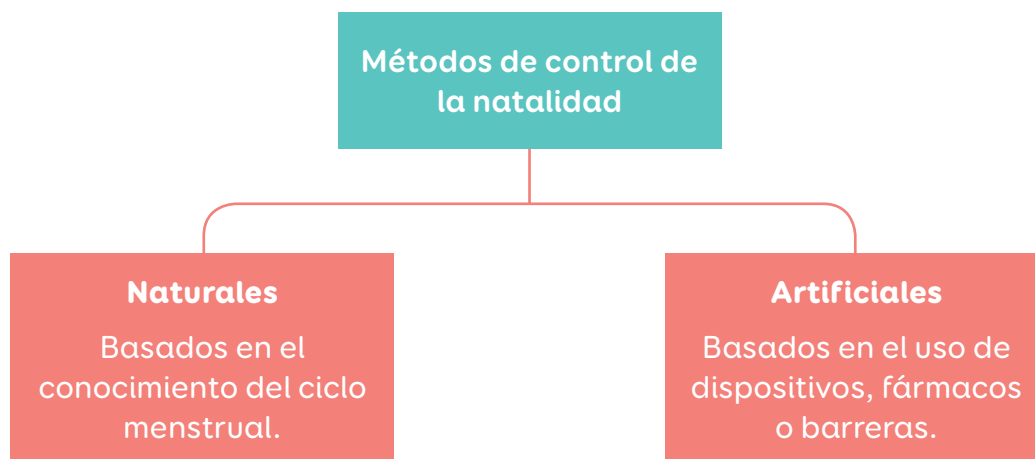 Métodos de control de
la natalidad
Naturales
Basados en el
conocimiento del ciclo
menstrual.
Artificiales
Basados en el uso de
dispositivos, fármacos
o barreras.